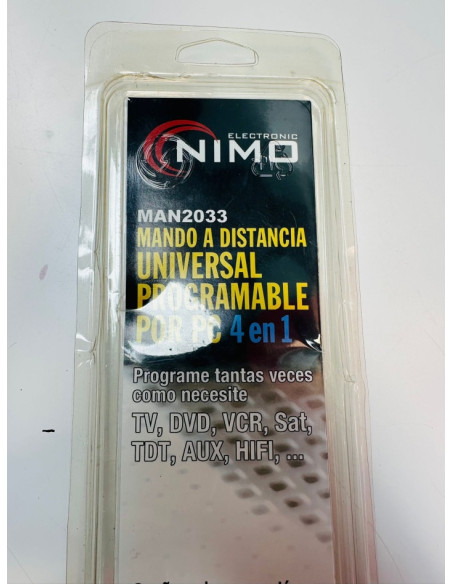 ELECTRONIC
NIMO
MAN2033
MANDO A DISTANCIA
UNIVERSAL
PROGRAMABLE
POR PC 4 en 1
Programe tantas veces
como necesite
TV, DVD, VCR, Sat,
TDT, AUX, HIFI, ...